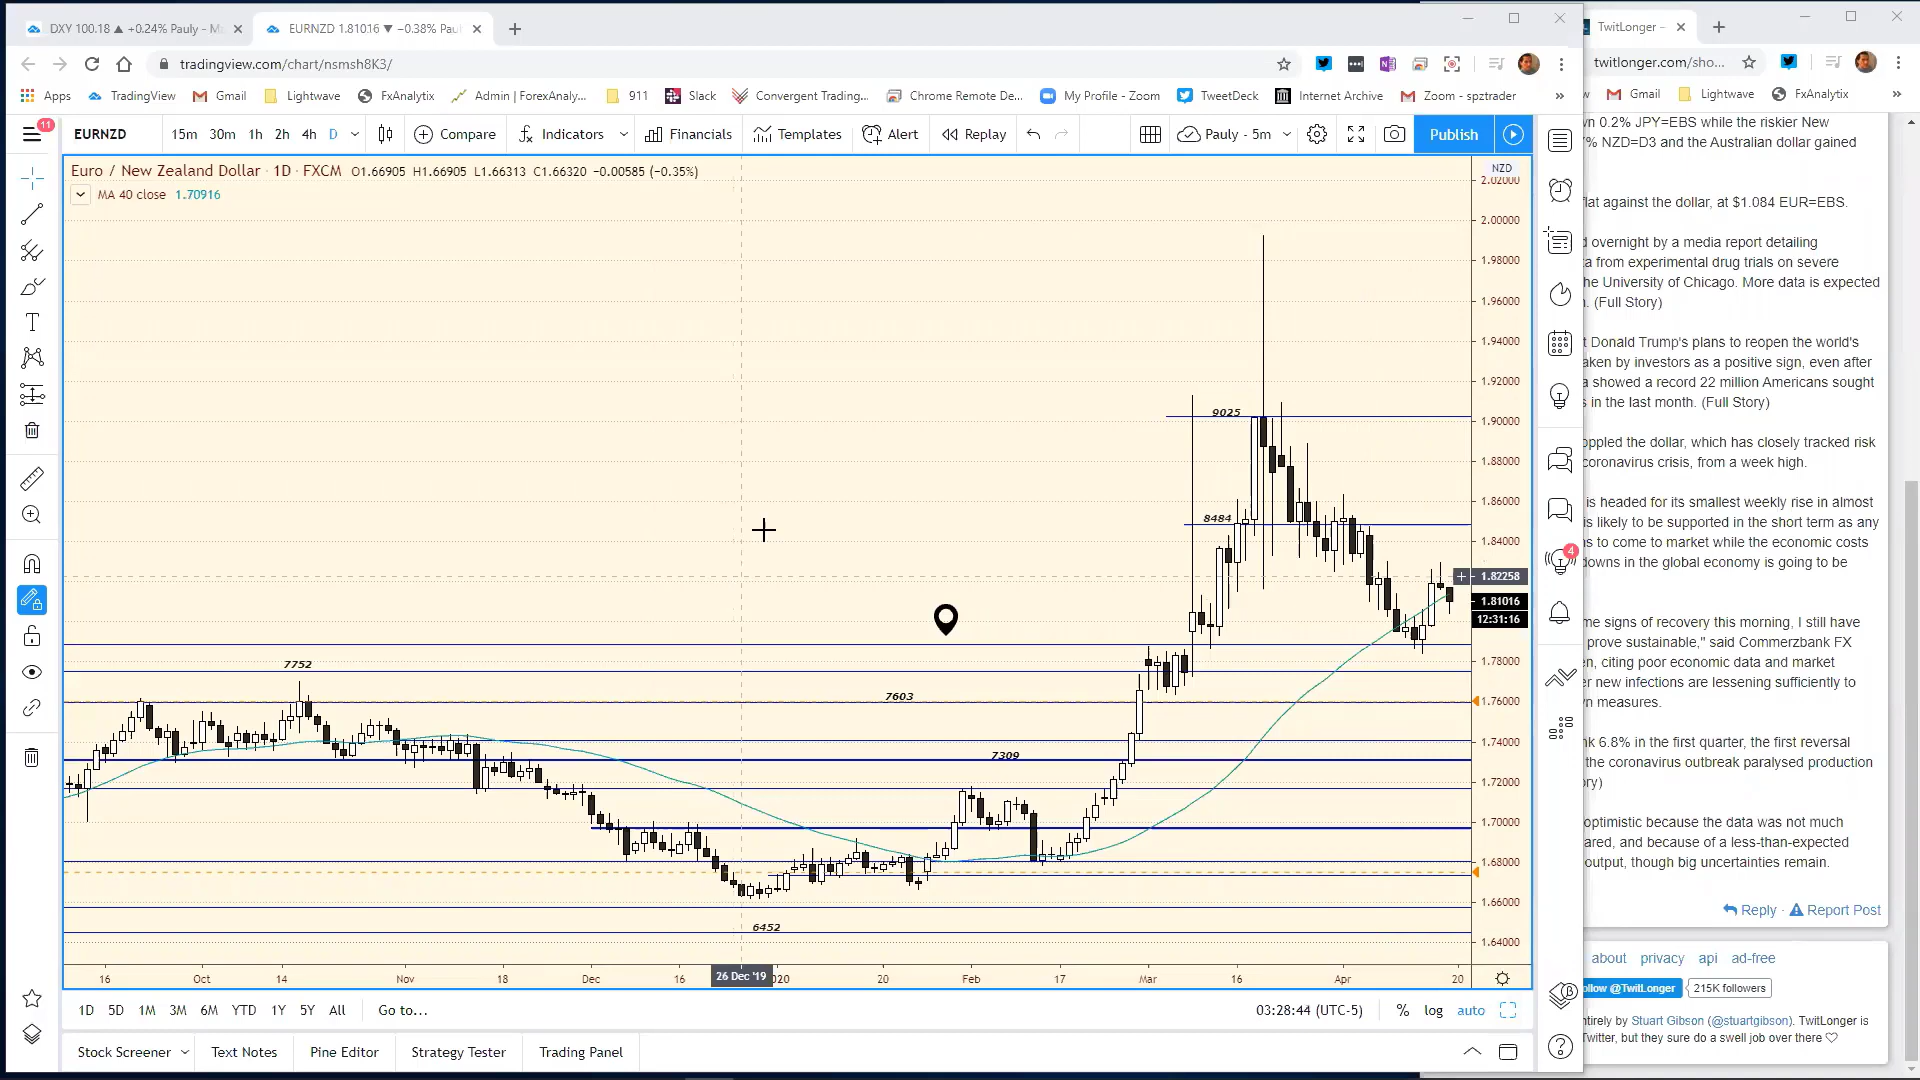 DXY 100.18 ▲ +0.24% Pauly –
EURNZD 1.81016 ▼ −0.38% Paul
TwitLonger –
tradingview.com/chart/nsmsh8K3/
twitlonger.com/sho...
Apps TradingView Gmail Lightwave FxAnalytix Admin | ForexAnaly... 911 Slack Convergent Trading... Chrome Remote De... My Profile - Zoom TweetDeck Internet Archive Zoom - spztrader »
Gmail Lightwave FxAnalytix »
11
EURNZD 15m 30m 1h 2h 4h D Compare Indicators Financials Templates Alert Replay Pauly - 5m Publish
Euro / New Zealand Dollar · 1D · FXCM O1.66905 H1.66905 L1.66313 C1.66320 −0.00585 (−0.35%)
MA 40 close 1.70916
NZD
2.02000
2.00000
1.98000
1.96000
1.94000
1.92000
1.90000
1.88000
1.86000
1.84000
1.82258
1.81016
12:31:16
1.78000
1.76000
1.74000
1.72000
1.70000
1.68000
1.66000
1.64000
9025
8484
7752
7603
7309
6452
16 Oct 14 Nov 18 Dec 16 26 Dec '19 020 20 Feb 17 Mar 16 Apr 20
1D 5D 1M 3M 6M YTD 1Y 5Y All Go to...
03:28:44 (UTC-5) % log auto
Stock Screener Text Notes Pine Editor Strategy Tester Trading Panel
4
wn 0.2% JPY=EBS while the riskier New
% NZD=D3 and the Australian dollar gained
flat against the dollar, at $1.084 EUR=EBS.
d overnight by a media report detailing
a from experimental drug trials on severe
he University of Chicago. More data is expected
. (Full Story)
t Donald Trump's plans to reopen the world's
aken by investors as a positive sign, even after
a showed a record 22 million Americans sought
s in the last month. (Full Story)
oppled the dollar, which has closely tracked risk
coronavirus crisis, from a week high.
is headed for its smallest weekly rise in almost
is likely to be supported in the short term as any
ns to come to market while the economic costs
downs in the global economy is going to be
me signs of recovery this morning, I still have
prove sustainable," said Commerzbank FX
en, citing poor economic data and market
er new infections are lessening sufficiently to
wn measures.
nk 6.8% in the first quarter, the first reversal
the coronavirus outbreak paralysed production
ory)
optimistic because the data was not much
ared, and because of a less-than-expected
output, though big uncertainties remain.
Reply · Report Post
about privacy api ad-free
ollow @TwitLonger 215K followers
ntirely by Stuart Gibson (@stuartgibson). TwitLonger is
Twitter, but they sure do a swell job over there ♡